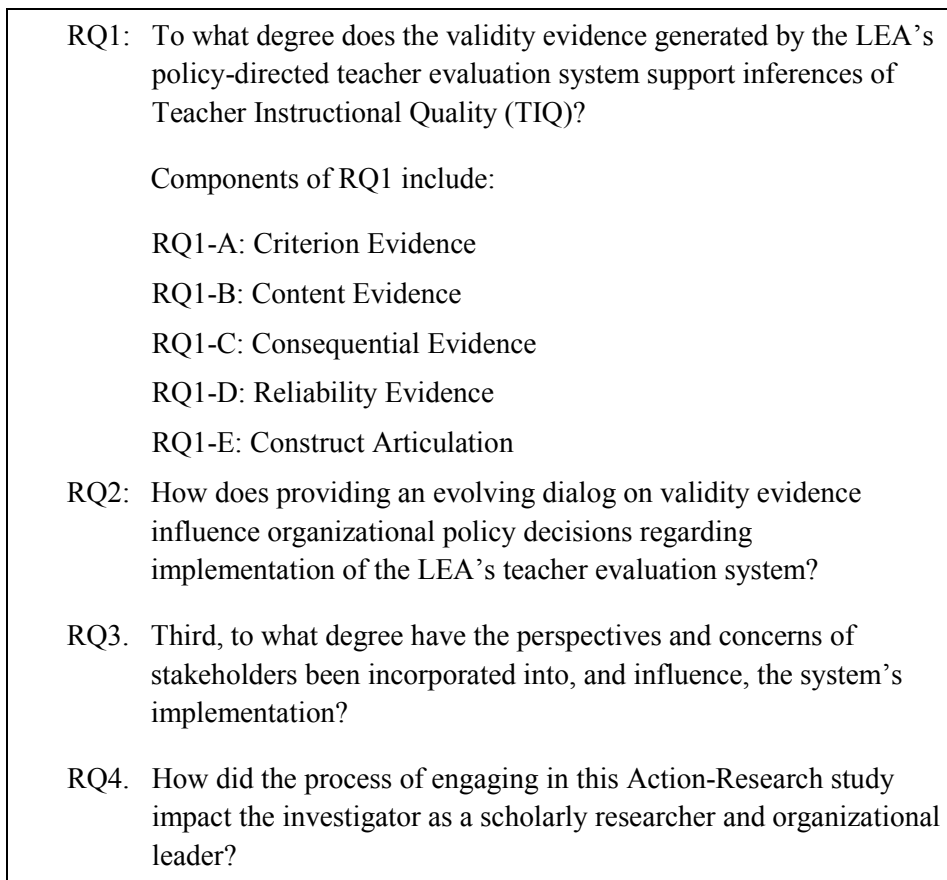 RQ1: To what degree does the validity evidence generated by the LEA's
policy-directed teacher evaluation system support inferences of
Teacher Instructional Quality (TIQ)?
Components of RQ1 include:
RQ1-A: Criterion Evidence
RQ1-B: Content Evidence
RQ1-C: Consequential Evidence
RQ1-D: Reliability Evidence
RQ1-E: Construct Articulation
RQ2: How does providing an evolving dialog on validity evidence
influence organizational policy decisions regarding
implementation of the LEA's teacher evaluation system?
RQ3. Third, to what degree have the perspectives and concerns of
stakeholders been incorporated into, and influence, the system's
implementation?
RQ4. How did the process of engaging in this Action-Research study
impact the investigator as a scholarly researcher and organizational
leader?